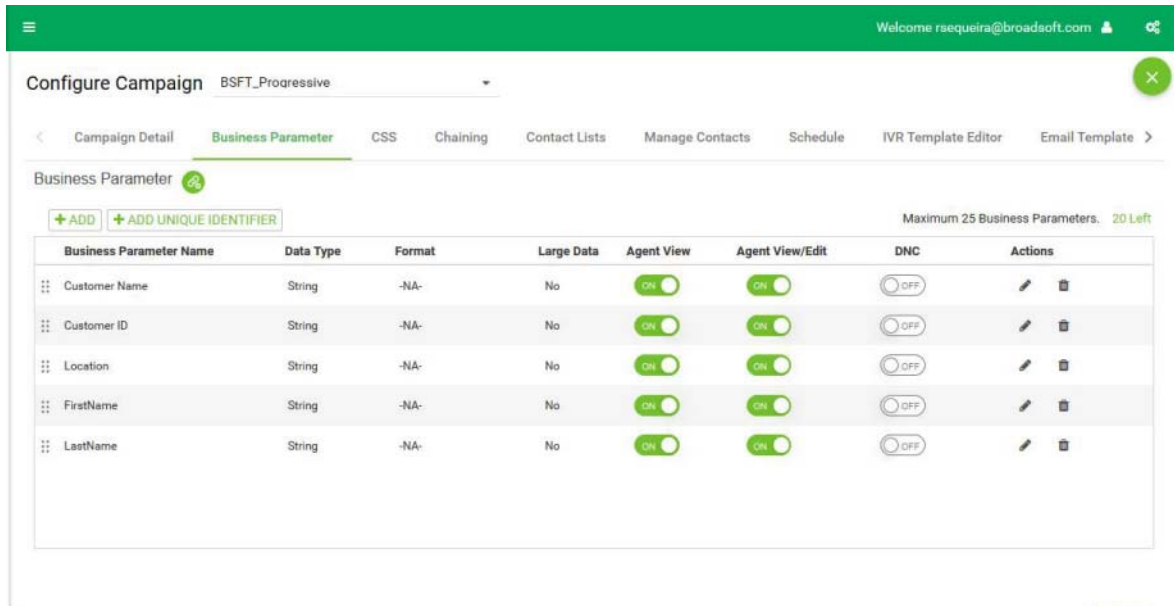 Welcome rsequeira@broadsoft.com
Configure Campaign BSFT_Progressive
Campaign Detail Business Parameter CSS Chaining Contact Lists Manage Contacts Schedule IVR Template Editor Email Template
Business Parameter
+ ADD + ADD UNIQUE IDENTIFIER Maximum 25 Business Parameters. 20 Left
Business Parameter Name Data Type Format Large Data Agent View Agent View/Edit DNC Actions
Customer Name String -NA- No ON ON OFF
Customer ID String -NA- No ON ON OFF
Location String -NA- No ON ON OFF
FirstName String -NA- No ON ON OFF
LastName String -NA- No ON ON OFF